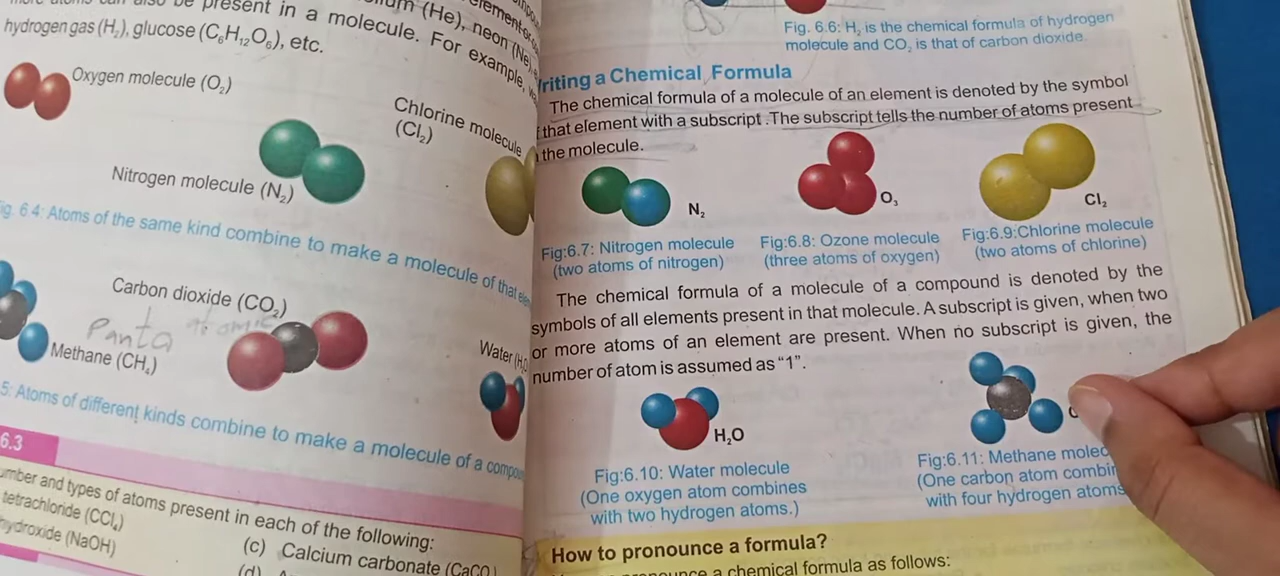 be present in a molecule. For example,
hydrogen gas (H₂), glucose (C₆H₁₂O₆), etc.
(He), neon (Ne)
Oxygen molecule (O₂)
Chlorine molecule
(Cl₂)
Nitrogen molecule (N₂)
6.4: Atoms of the same kind combine to make a molecule of that
Carbon dioxide (CO₂)
Panta atomic
Methane (CH₄)
Water
5: Atoms of different kinds combine to make a molecule of a
6.3
and types of atoms present in each of the following:
tetrachloride (CCl₄)
hydroxide (NaOH)
(c) Calcium carbonate (CaCO
(d)
Fig. 6.6: H₂ is the chemical formula of hydrogen
molecule and CO₂ is that of carbon dioxide.
riting a Chemical Formula
The chemical formula of a molecule of an element is denoted by the symbol
that element with a subscript .The subscript tells the number of atoms present
the molecule.
N₂
O₃
Cl₂
Fig:6.7: Nitrogen molecule
(two atoms of nitrogen)
Fig:6.8: Ozone molecule
(three atoms of oxygen)
Fig:6.9:Chlorine molecule
(two atoms of chlorine)
The chemical formula of a molecule of a compound is denoted by the
symbols of all elements present in that molecule. A subscript is given, when two
or more atoms of an element are present. When no subscript is given, the
number of atom is assumed as “1”.
H₂O
Fig:6.10: Water molecule
(One oxygen atom combines
with two hydrogen atoms.)
Fig:6.11: Methane molec
(One carbon atom combin
with four hydrogen atoms
How to pronounce a formula?
a chemical formula as follows: